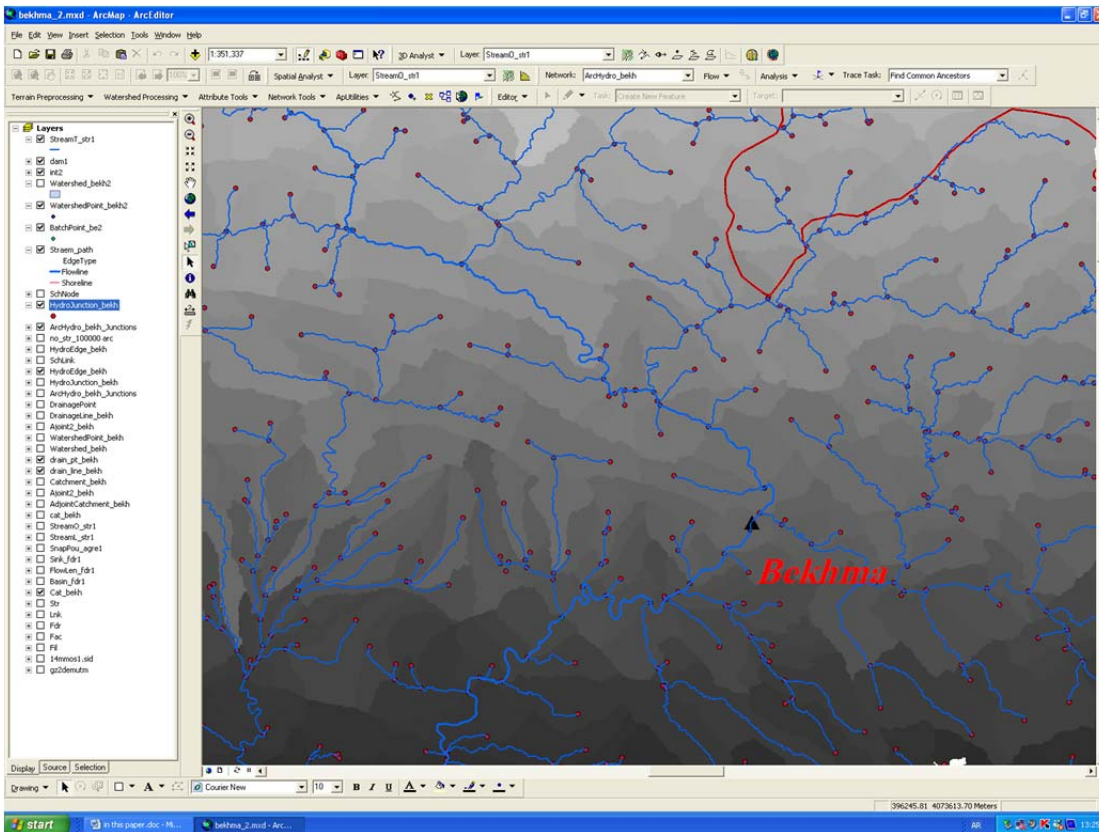 bekhma_2.mxd - ArcMap - ArcEditor
File Edit View Insert Selection Tools Window Help
1:351,337 3D Analyst Layer: StreamO_str1
100% Spatial Analyst Layer: StreamO_str1 Network: ArcHydro_bekh Flow Analysis Trace Task: Find Common Ancestors
Terrain Preprocessing Watershed Processing Attribute Tools Network Tools ApUtilities Editor Task: Create New Feature Target:
Layers
StreamT_str1
dam1
int2
Watershed_bekh2
WatershedPoint_bekh2
BatchPoint_be2
Straem_path
EdgeType
Flowline
Shoreline
SchNode
HydroJunction_bekh
ArcHydro_bekh_Junctions
no_str_100000 arc
HydroEdge_bekh
SchLink
HydroEdge_bekh
HydroJunction_bekh
ArcHydro_bekh_Junctions
DrainagePoint
DrainageLine_bekh
Ajoint2_bekh
WatershedPoint_bekh
Watershed_bekh
drain_pt_bekh
drain_line_bekh
Catchment_bekh
Ajoint2_bekh
AdjointCatchment_bekh
cat_bekh
StreamO_str1
StreamL_str1
SnapPou_agre1
Sink_fdr1
FlowLen_fdr1
Basin_fdr1
Cat_bekh
Str
Lnk
Fdr
Fac
Fil
14mmos1.sid
gz2demutm
Bekhma
Display Source Selection
Drawing A Courier New 10 B I U A
396245.81 4073613.70 Meters
start in this paper.doc - Mi... bekhma_2.mxd - Arc... AR 13:25